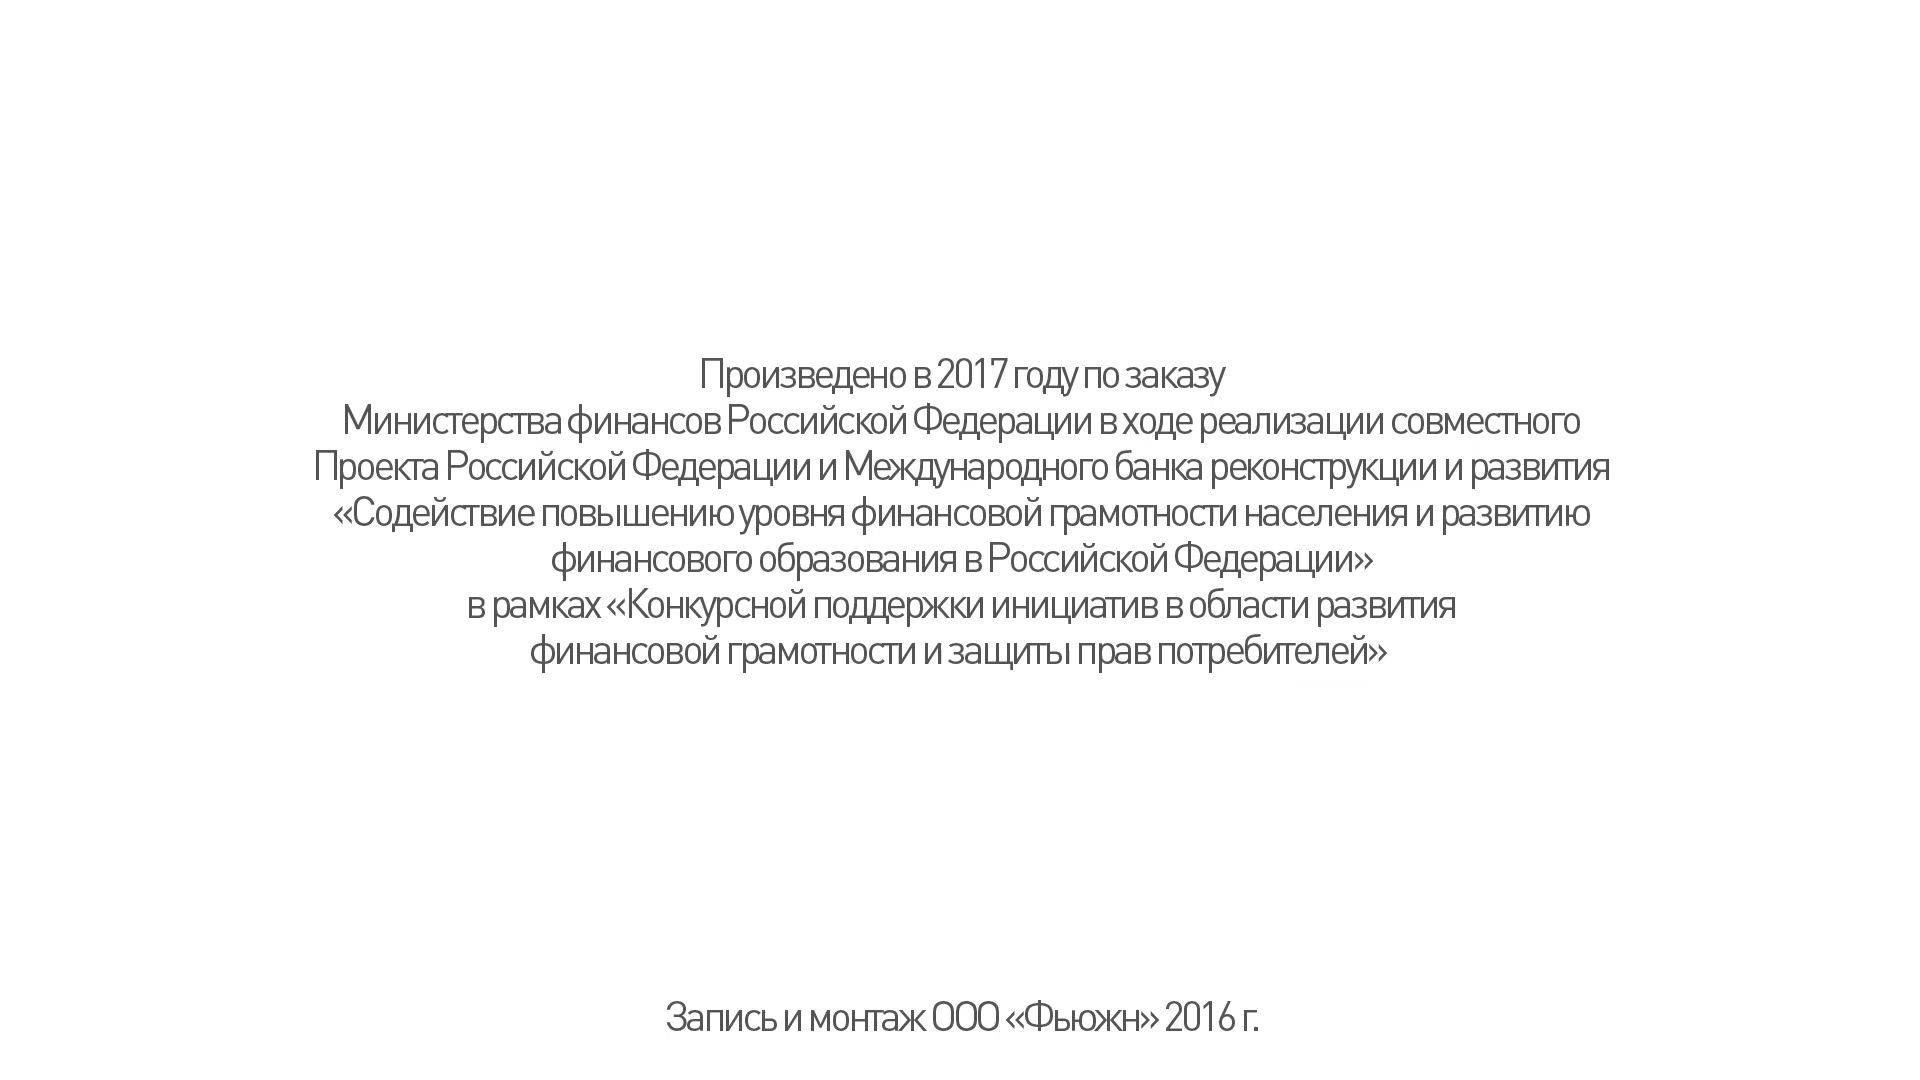 Произведено в 2017 году по заказу
Министерства финансов Российской Федерации в ходе реализации совместного
Проекта Российской Федерации и Международного банка реконструкции и развития
«Содействие повышению уровня финансовой грамотности населения и развитию
финансового образования в Российской Федерации»
в рамках «Конкурсной поддержки инициатив в области развития
финансовой грамотности и защиты прав потребителей»
Запись и монтаж ООО «Фьюжн» 2016 г.